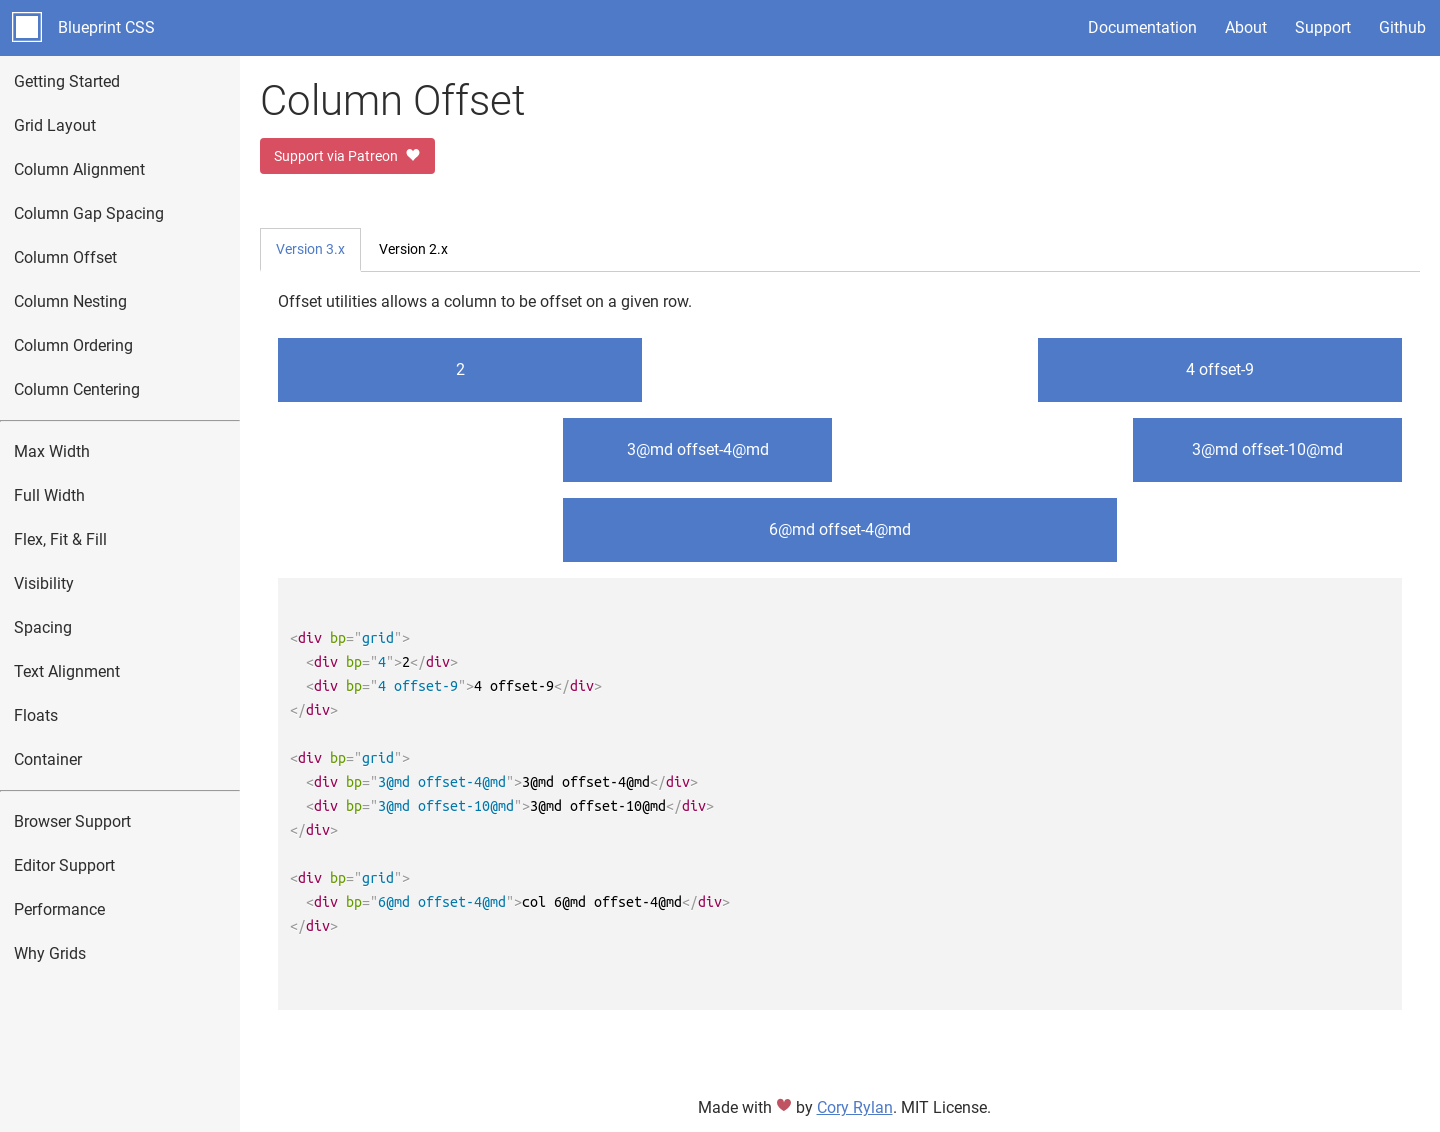 Blueprint CSS
Documentation
About
Support
Github
Getting Started
Grid Layout
Column Alignment
Column Gap Spacing
Column Offset
Column Nesting
Column Ordering
Column Centering
Max Width
Full Width
Flex, Fit & Fill
Visibility
Spacing
Text Alignment
Floats
Container
Browser Support
Editor Support
Performance
Why Grids
Column Offset
Support via Patreon
Version 3.x
Version 2.x
Offset utilities allows a column to be offset on a given row.
2
4 offset-9
3@md offset-4@md
3@md offset-10@md
6@md offset-4@md
<div bp="grid">
  <div bp="4">2</div>
  <div bp="4 offset-9">4 offset-9</div>
</div>
<div bp="grid">
  <div bp="3@md offset-4@md">3@md offset-4@md</div>
  <div bp="3@md offset-10@md">3@md offset-10@md</div>
</div>
<div bp="grid">
  <div bp="6@md offset-4@md">col 6@md offset-4@md</div>
</div>
Made with ♥ by Cory Rylan. MIT License.